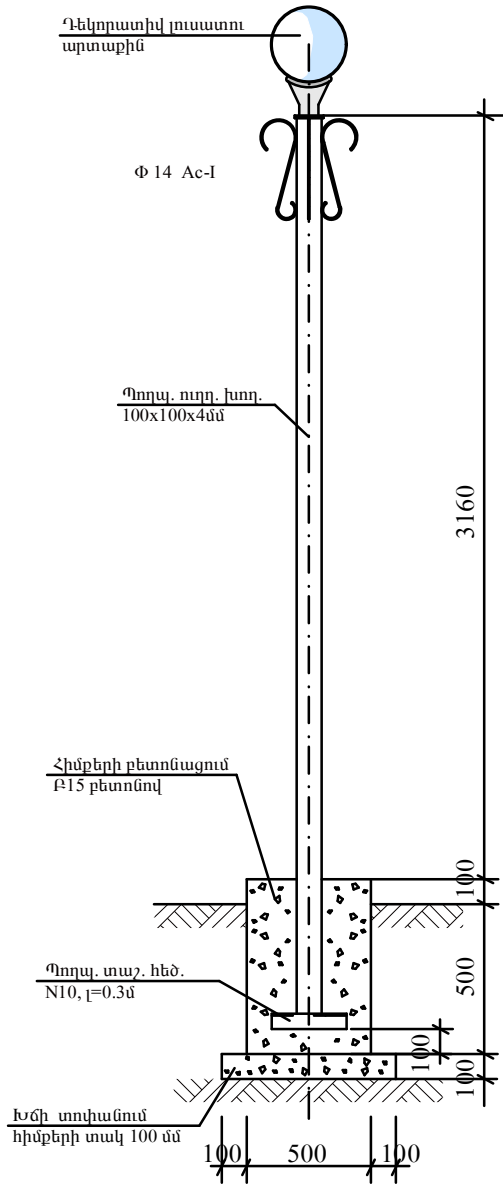 Դեկորատիվ լուսատու
արտաքին
Փ 14 Ac-I
Պողպ. ուղղ. խող.
100x100x4մմ
3160
Հիմքերի բետոնացում
Բ15 բետոնով
100
Պողպ. տաշ. հեծ.
N10, լ=0.3մ
500
100
100
Խճի տոփանում
հիմքերի տակ 100 մմ
100 500 100